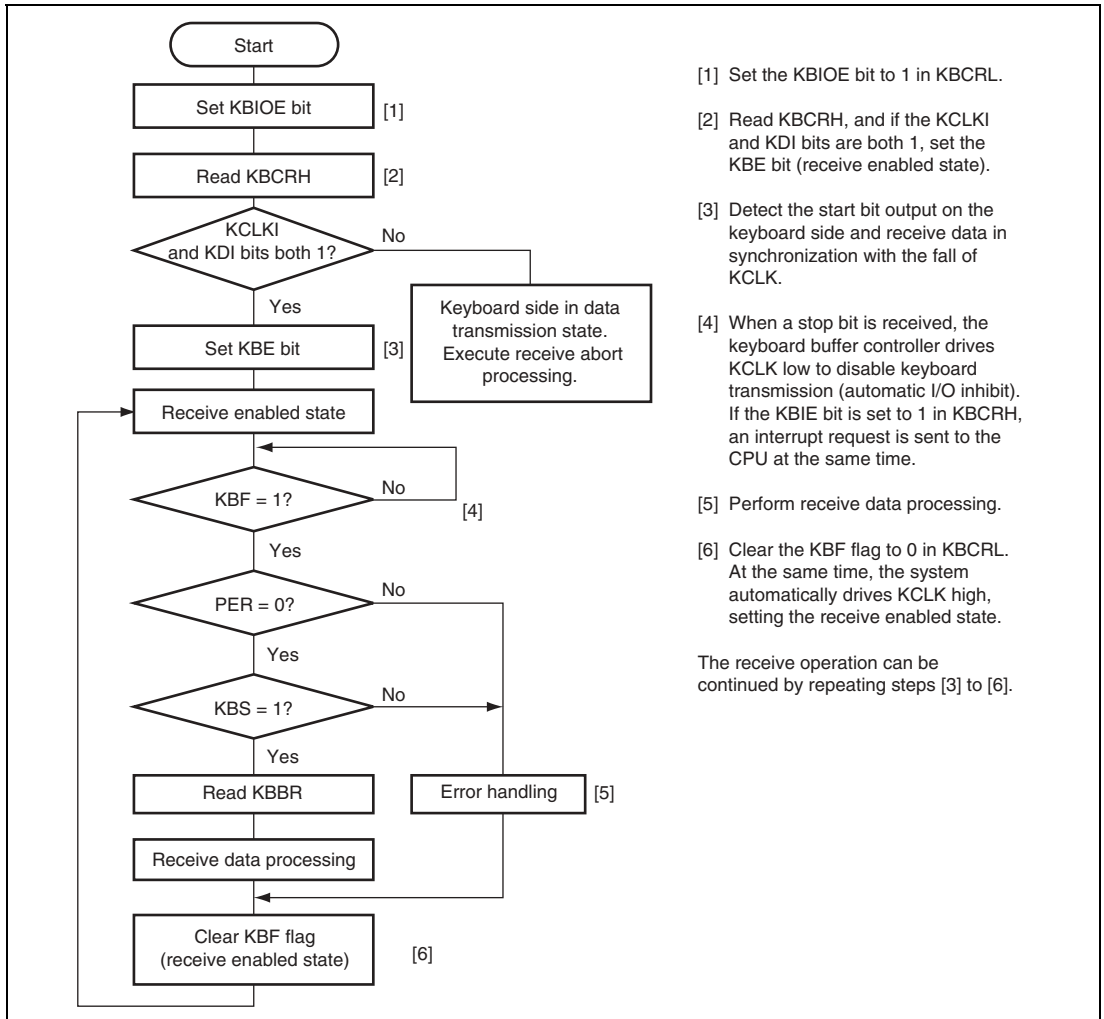 Start
Set KBIOE bit
[1]
Read KBCRH
[2]
KCLKI
and KDI bits both 1?
No
Yes
Keyboard side in data
transmission state.
Execute receive abort
processing.
Set KBE bit
[3]
Receive enabled state
KBF = 1?
No
[4]
Yes
PER = 0?
No
Yes
KBS = 1?
No
Yes
Read KBBR
Error handling
[5]
Receive data processing
Clear KBF flag
(receive enabled state)
[6]
[1] Set the KBIOE bit to 1 in KBCRL.
[2] Read KBCRH, and if the KCLKI
and KDI bits are both 1, set the
KBE bit (receive enabled state).
[3] Detect the start bit output on the
keyboard side and receive data in
synchronization with the fall of
KCLK.
[4] When a stop bit is received, the
keyboard buffer controller drives
KCLK low to disable keyboard
transmission (automatic I/O inhibit).
If the KBIE bit is set to 1 in KBCRH,
an interrupt request is sent to the
CPU at the same time.
[5] Perform receive data processing.
[6] Clear the KBF flag to 0 in KBCRL.
At the same time, the system
automatically drives KCLK high,
setting the receive enabled state.
The receive operation can be
continued by repeating steps [3] to [6].